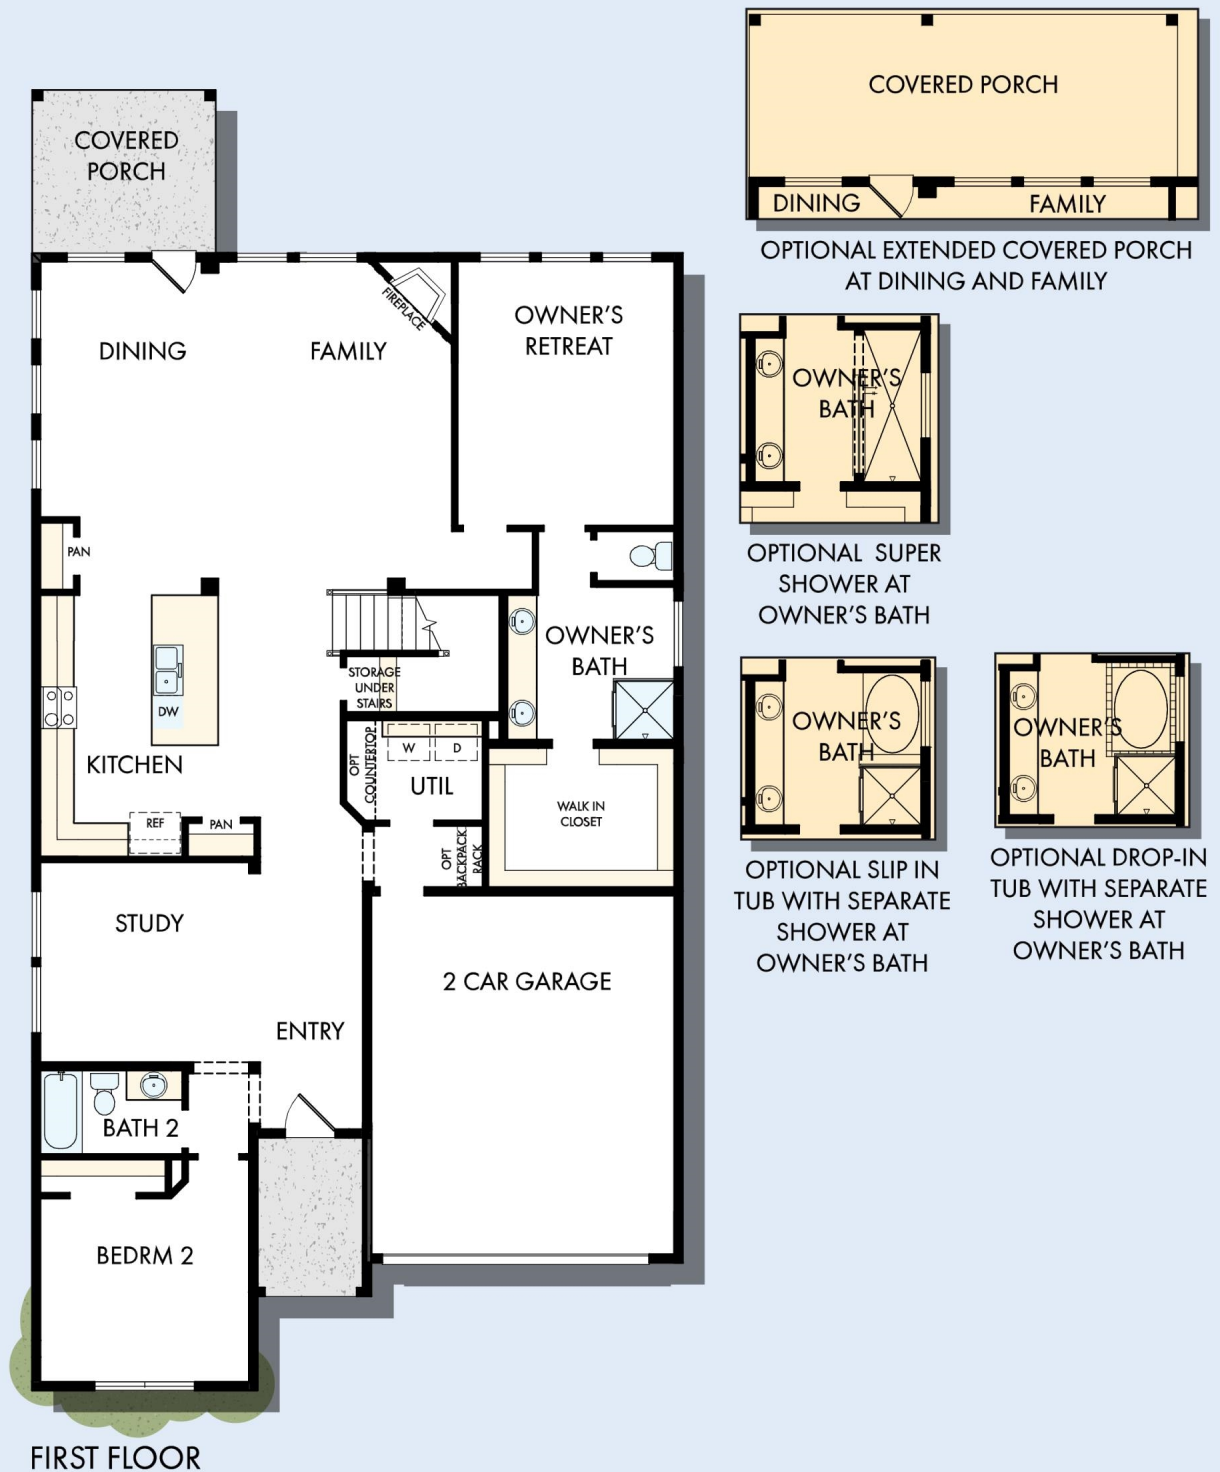 COVERED
PORCH
DINING
FAMILY
FIREPLACE
OWNER'S
RETREAT
PAN
STORAGE
UNDER
STAIRS
OWNER'S
BATH
DW
KITCHEN
OPT
COUNTERTOP
W
D
UTIL
WALK IN
CLOSET
REF
PAN
OPT
BACKPACK
RACK
STUDY
2 CAR GARAGE
ENTRY
BATH 2
BEDRM 2
FIRST FLOOR
COVERED PORCH
DINING
FAMILY
OPTIONAL EXTENDED COVERED PORCH
AT DINING AND FAMILY
OWNER'S
BATH
OPTIONAL SUPER
SHOWER AT
OWNER'S BATH
OWNER'S
BATH
OPTIONAL SLIP IN
TUB WITH SEPARATE
SHOWER AT
OWNER'S BATH
OWNER'S
BATH
OPTIONAL DROP-IN
TUB WITH SEPARATE
SHOWER AT
OWNER'S BATH